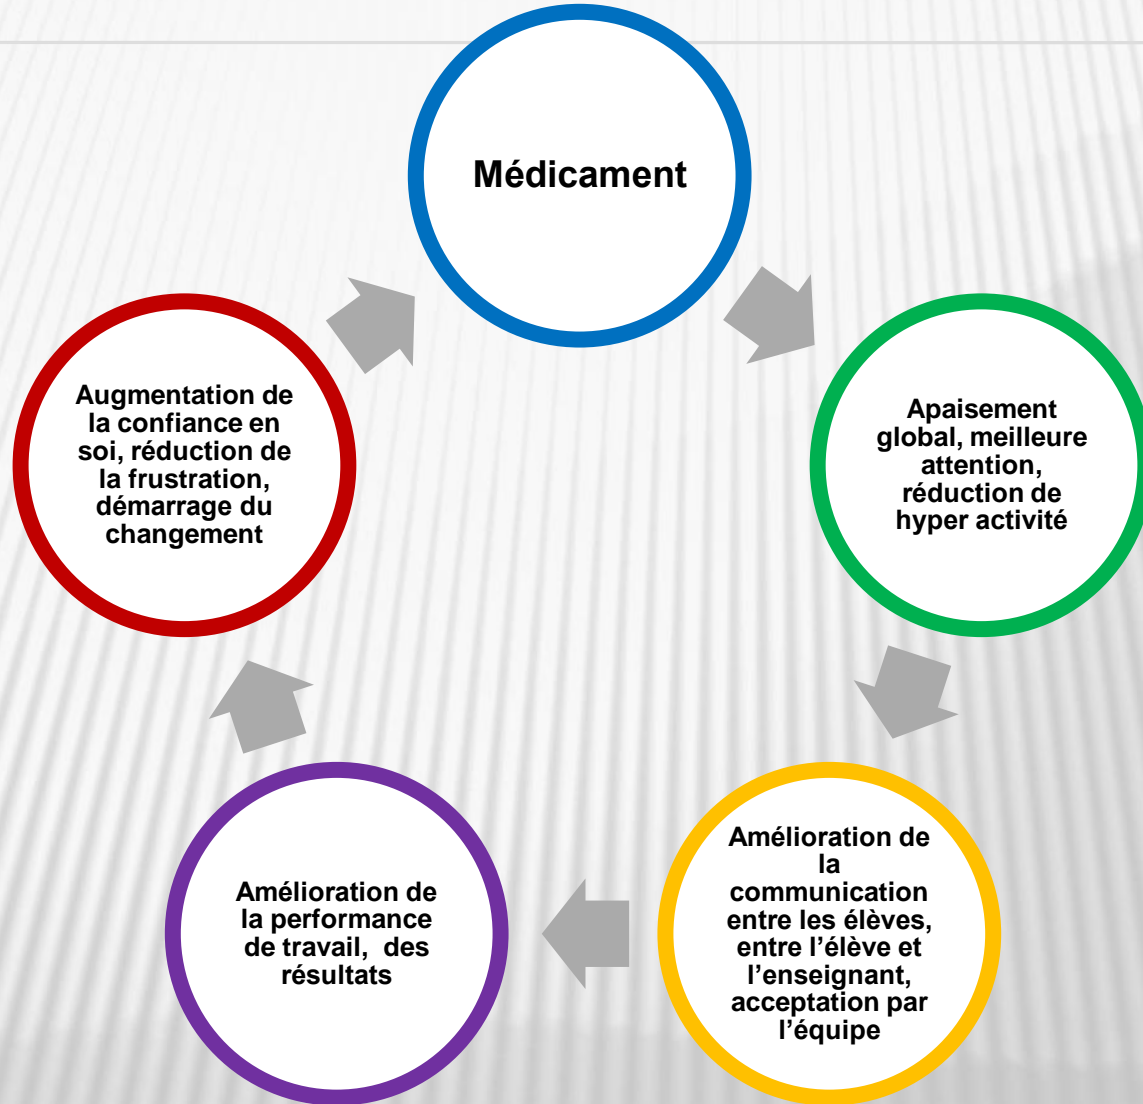 Médicament
Apaisement
global, meilleure
attention,
réduction de
hyper activité
Amélioration de
la
communication
entre les élèves,
entre l’élève et
l’enseignant,
acceptation par
l’équipe
Amélioration de
la performance
de travail, des
résultats
Augmentation de
la confiance en
soi, réduction de
la frustration,
démarrage du
changement